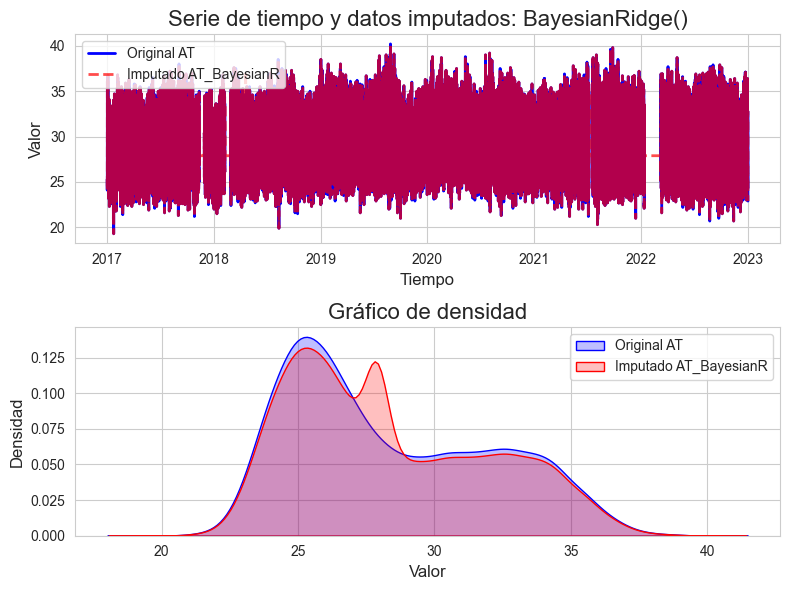 Serie de tiempo y datos imputados: BayesianRidge()
Original AT
Imputado AT_BayesianR
Valor
40
35
30
25
20
2017
2018
2019
2020
2021
2022
2023
Tiempo
Gráfico de densidad
Original AT
Imputado AT_BayesianR
Densidad
0.125
0.100
0.075
0.050
0.025
0.000
20
25
30
35
40
Valor